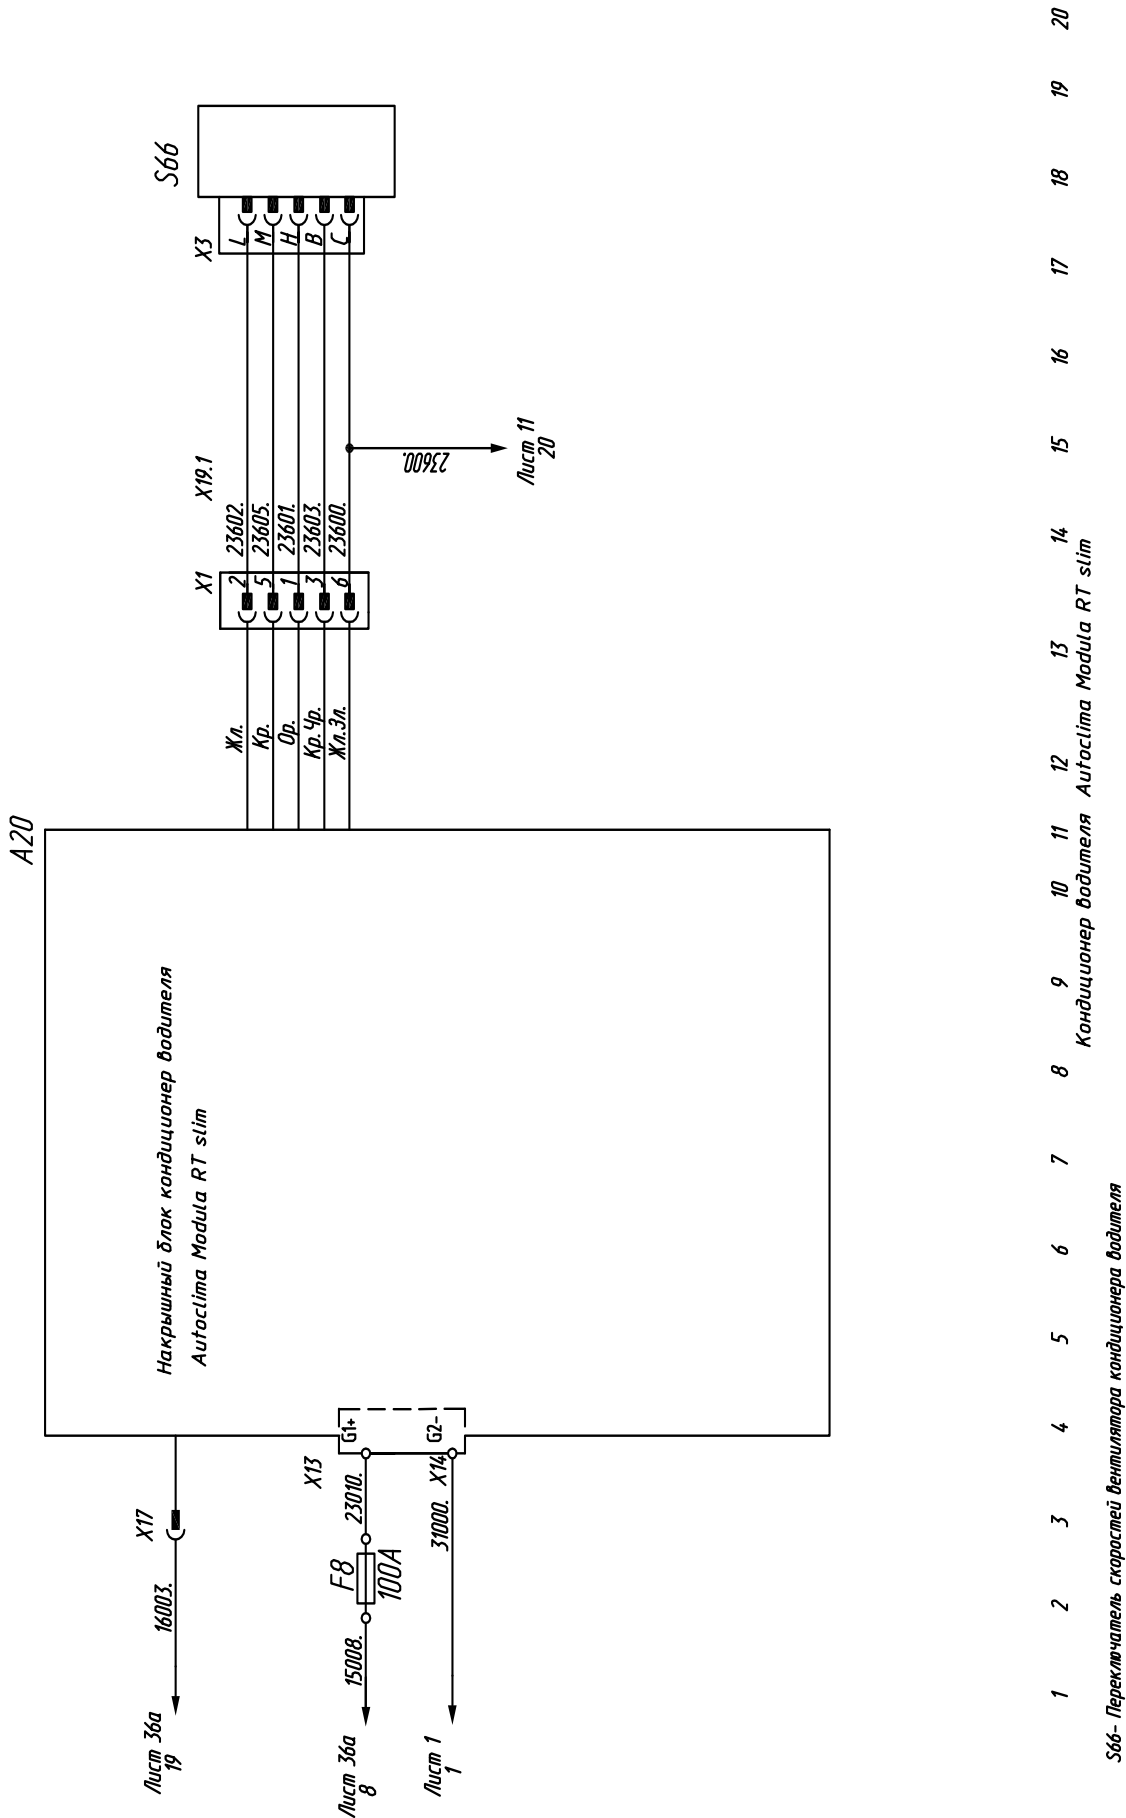 A20
Накрышный блок кондиционер водителя
Autoclima Modula RT slim
X17
16003.
Лист 36а
19
X13
G1+
23010.
F8
100A
15008.
Лист 36а
8
G2-
X14
31000.
Лист 1
1
Жл.
Кр.
Ор.
Кр.Чр.
Жл.Зл.
X1
2
5
1
3
6
X19.1
23602.
23605.
23601.
23603.
23600.
23600.
Лист 11
20
X3
L
M
H
B
C
S66
1 2 3 4 5 6 7 8 9 10 11 12 13 14 15 16 17 18 19 20
Кондиционер водителя Autoclima Modula RT slim
S66- Переключатель скоростей вентилятора кондиционера водителя